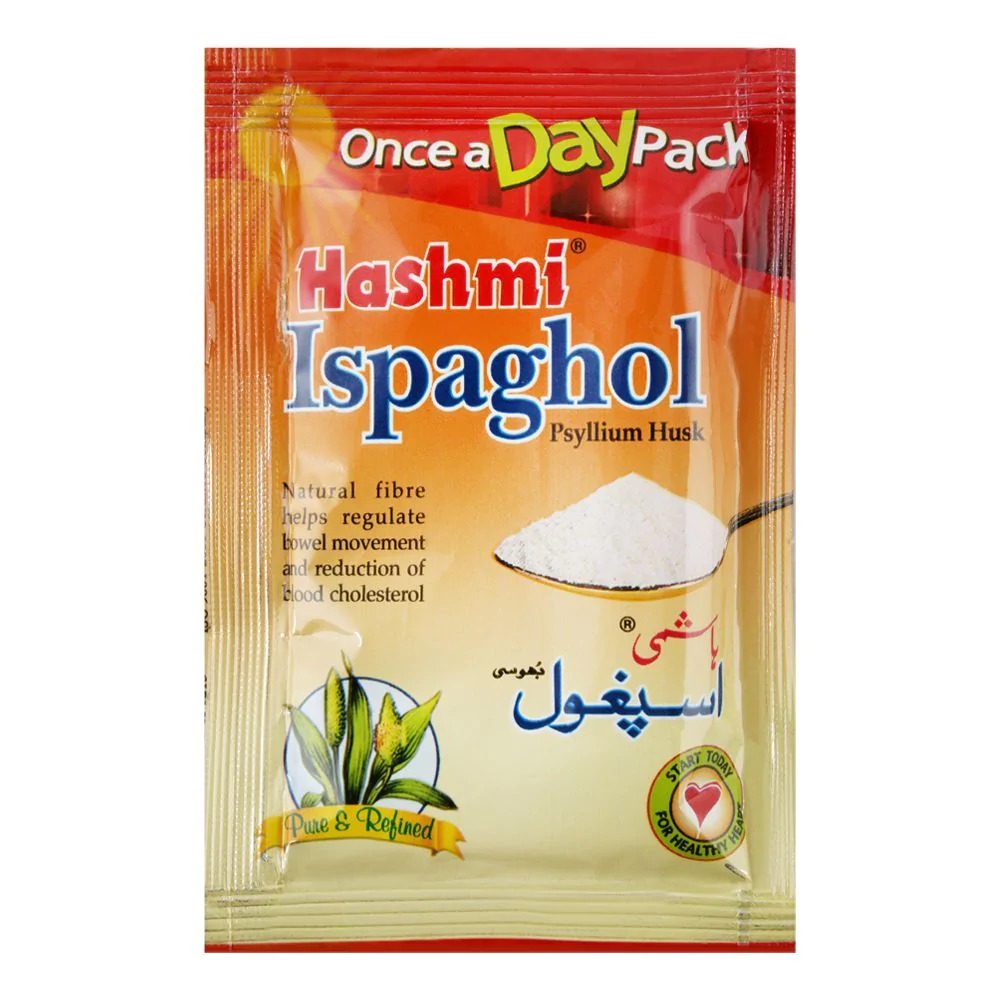 Once a Day Pack
Hashmi®
Ispaghol
Psyllium Husk
Natural fibre
helps regulate
bowel movement
and reduction of
blood cholesterol
ہاشمی®
اسپغول بھوسی
Pure & Refined
START TODAY
FOR HEALTHY HEART